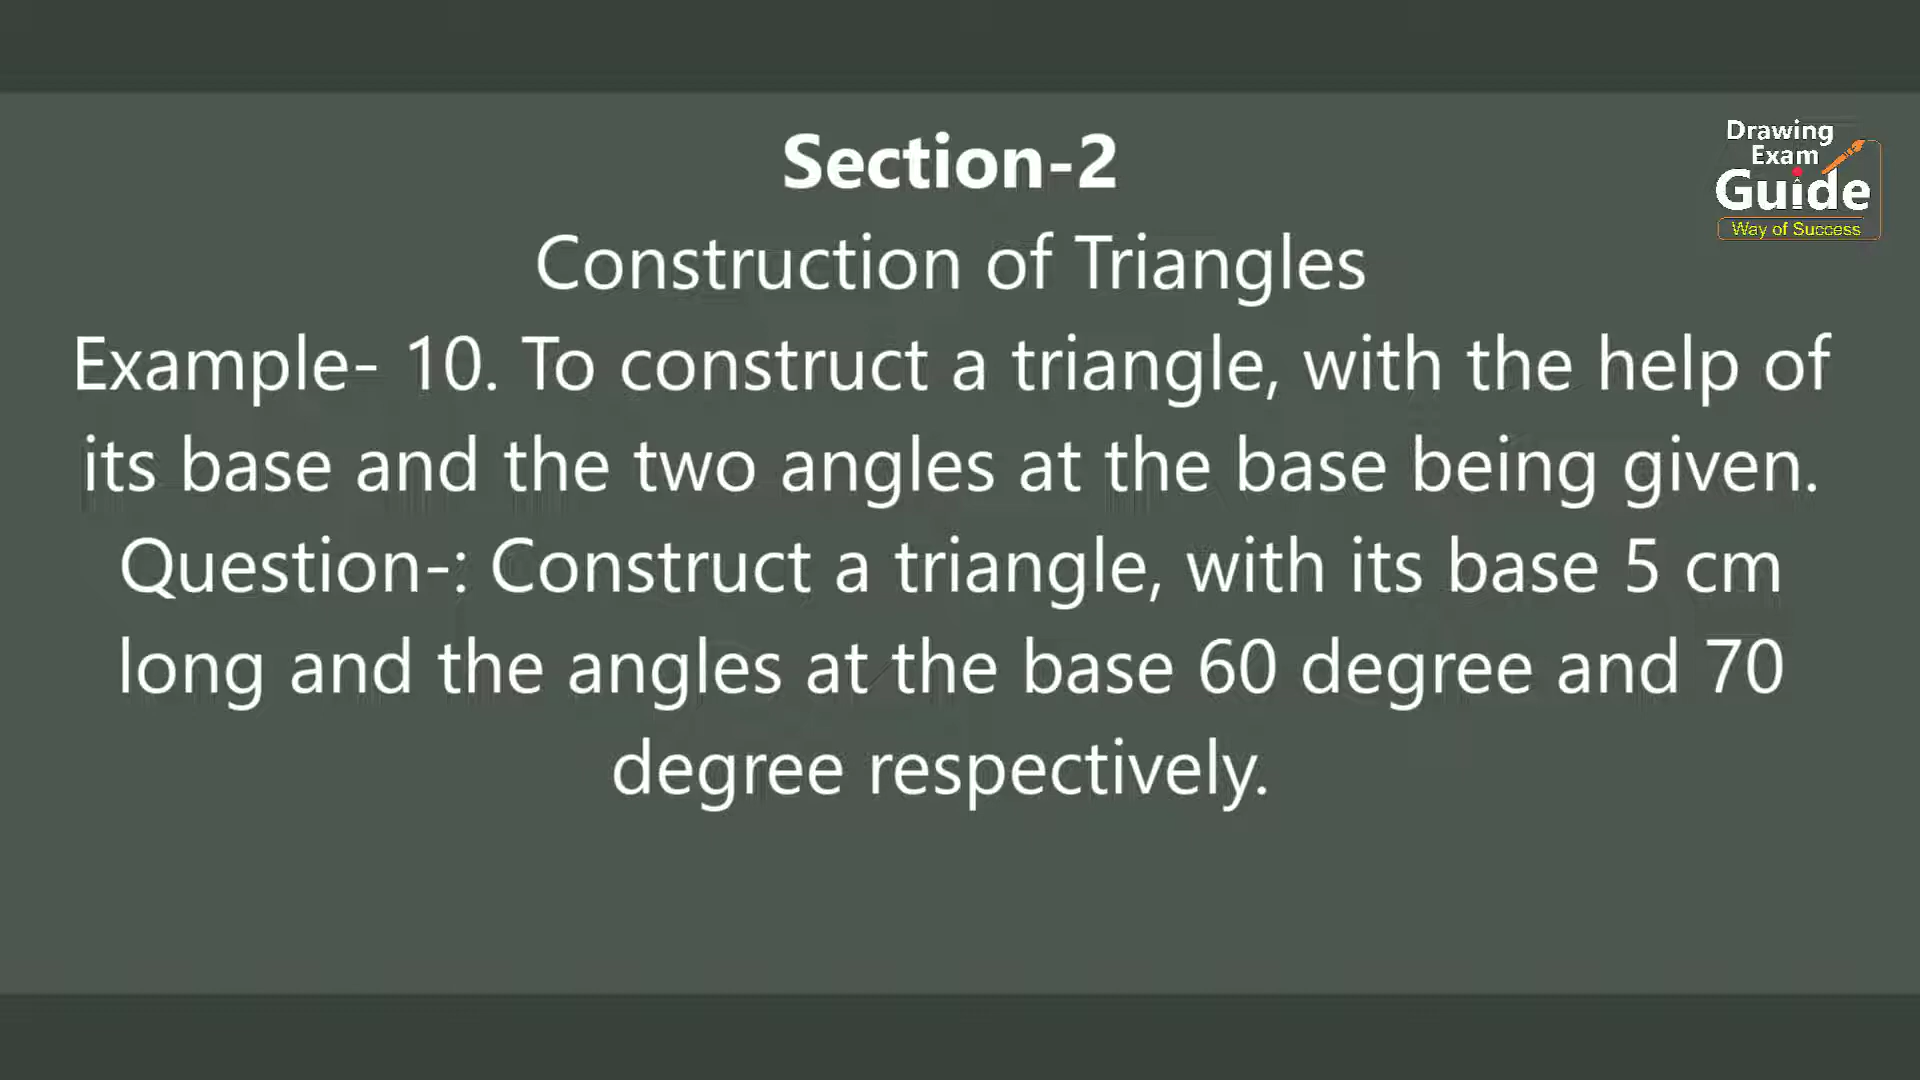 Section-2
Drawing
Exam
Guide
Way of Success
Construction of Triangles
Example- 10. To construct a triangle, with the help of
its base and the two angles at the base being given.
Question-: Construct a triangle, with its base 5 cm
long and the angles at the base 60 degree and 70
degree respectively.